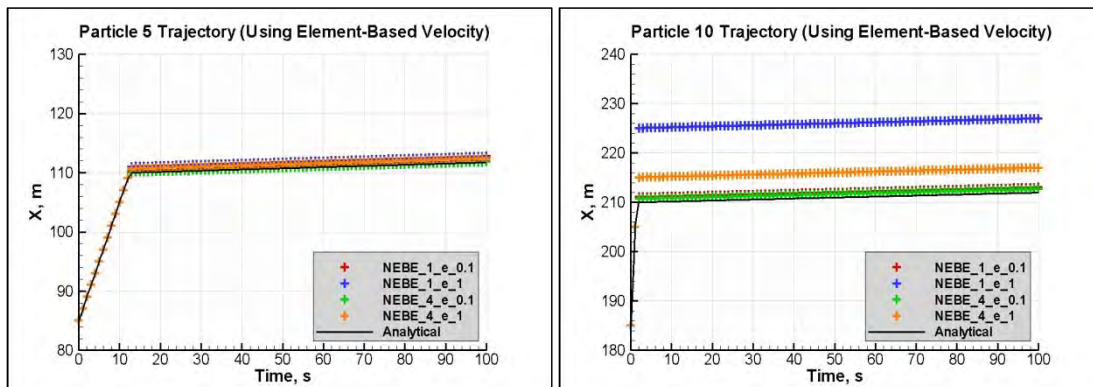 Particle 5 Trajectory (Using Element-Based Velocity)
130
120
110
100
90
80
X, m
0 10 20 30 40 50 60 70 80 90 100
Time, s
NEBE_1_e_0.1
NEBE_1_e_1
NEBE_4_e_0.1
NEBE_4_e_1
Analytical
Particle 10 Trajectory (Using Element-Based Velocity)
240
230
220
210
200
190
180
X, m
0 10 20 30 40 50 60 70 80 90 100
Time, s
NEBE_1_e_0.1
NEBE_1_e_1
NEBE_4_e_0.1
NEBE_4_e_1
Analytical